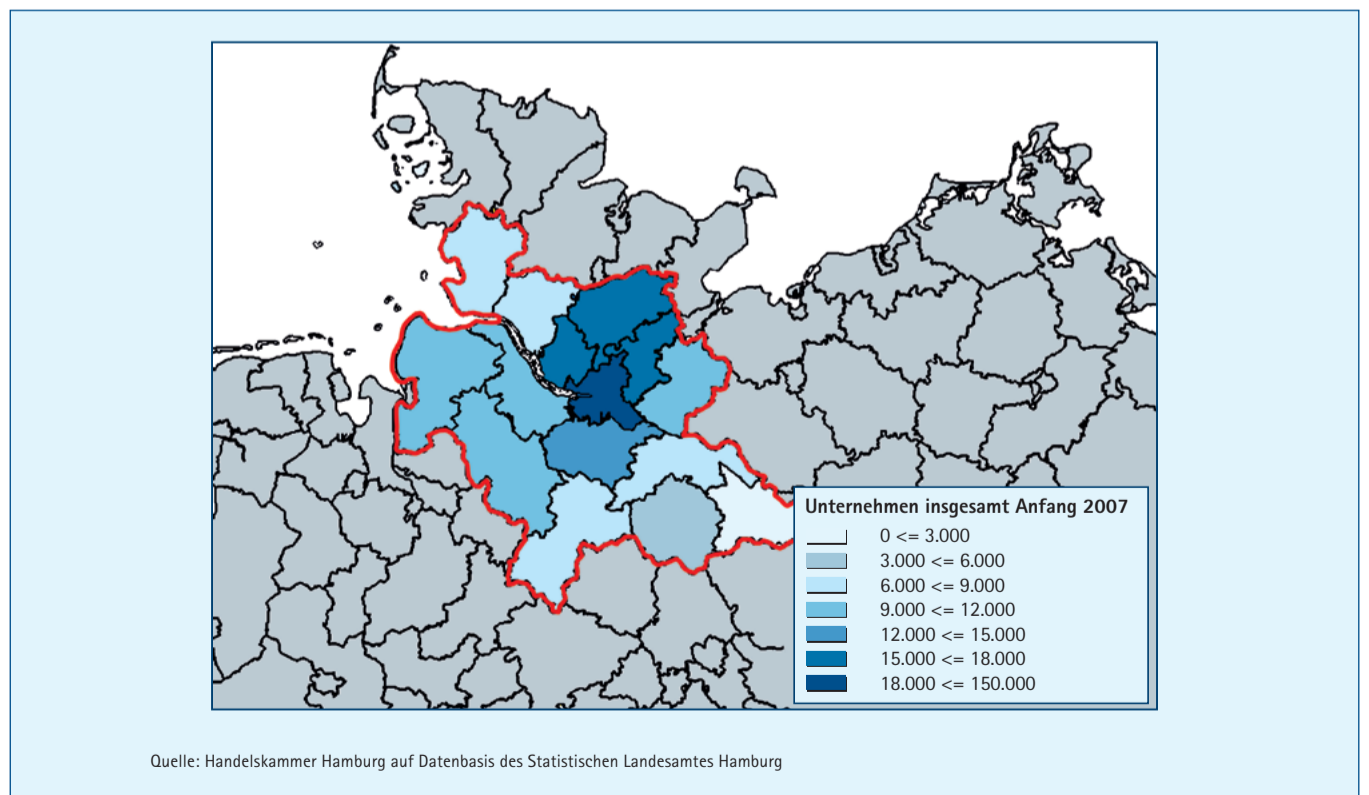 Unternehmen insgesamt Anfang 2007
0 <= 3.000
3.000 <= 6.000
6.000 <= 9.000
9.000 <= 12.000
12.000 <= 15.000
15.000 <= 18.000
18.000 <= 150.000
Quelle: Handelskammer Hamburg auf Datenbasis des Statistischen Landesamtes Hamburg